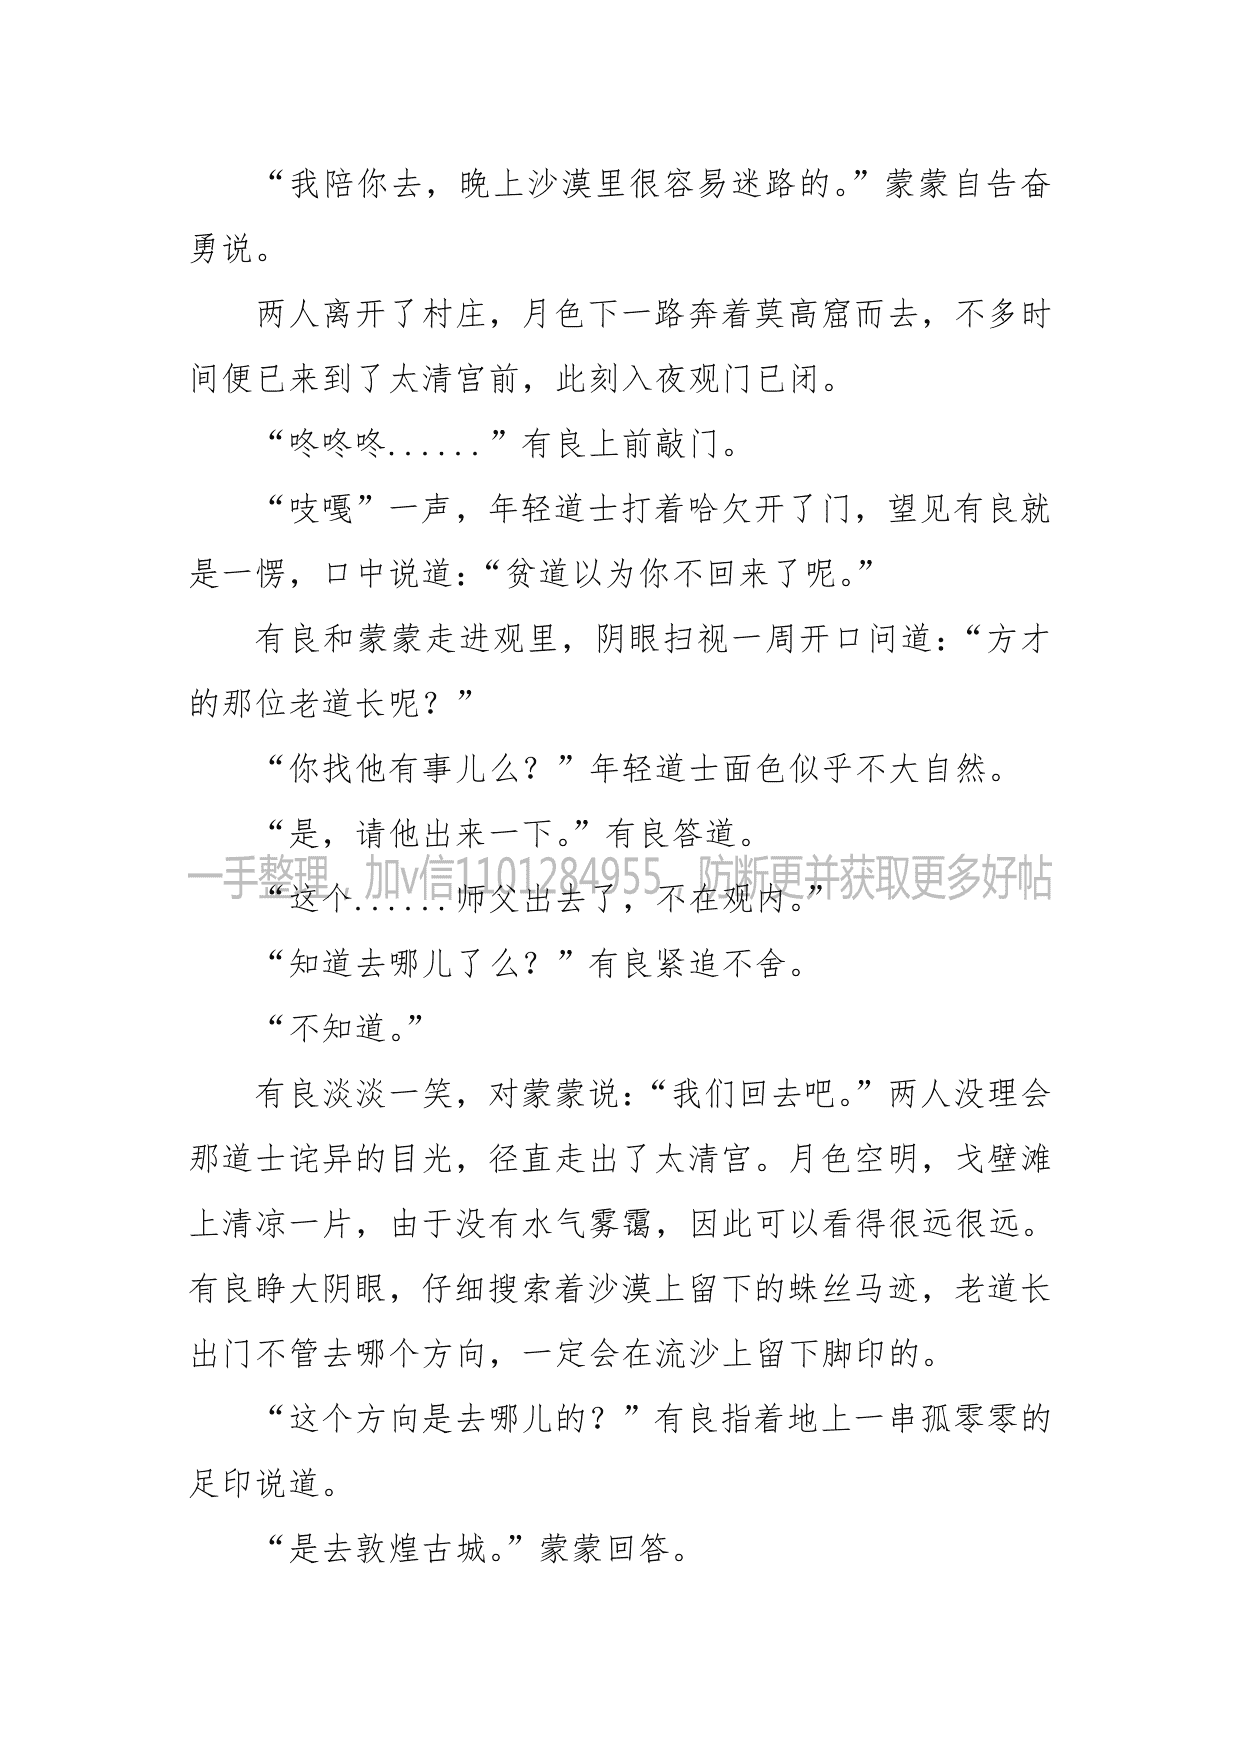 “我陪你去，晚上沙漠里很容易迷路的。”蒙蒙自告奋
勇说。
两人离开了村庄，月色下一路奔着莫高窟而去，不多时
间便已来到了太清宫前，此刻入夜观门已闭。
“咚咚咚......”有良上前敲门。
“吱嘎”一声，年轻道士打着哈欠开了门，望见有良就
是一愣，口中说道：“贫道以为你不回来了呢。”
有良和蒙蒙走进观里，阴眼扫视一周开口问道：“方才
的那位老道长呢？”
“你找他有事儿么？”年轻道士面色似乎不大自然。
“是，请他出来一下。”有良答道。
一手整理，加v信1101284955，防断更并获取更多好帖
“这个......师父出去了，不在观内。”
“知道去哪儿了么？”有良紧追不舍。
“不知道。”
有良淡淡一笑，对蒙蒙说：“我们回去吧。”两人没理会
那道士诧异的目光，径直走出了太清宫。月色空明，戈壁滩
上清凉一片，由于没有水气雾霭，因此可以看得很远很远。
有良睁大阴眼，仔细搜索着沙漠上留下的蛛丝马迹，老道长
出门不管去哪个方向，一定会在流沙上留下脚印的。
“这个方向是去哪儿的？”有良指着地上一串孤零零的
足印说道。
“是去敦煌古城。”蒙蒙回答。